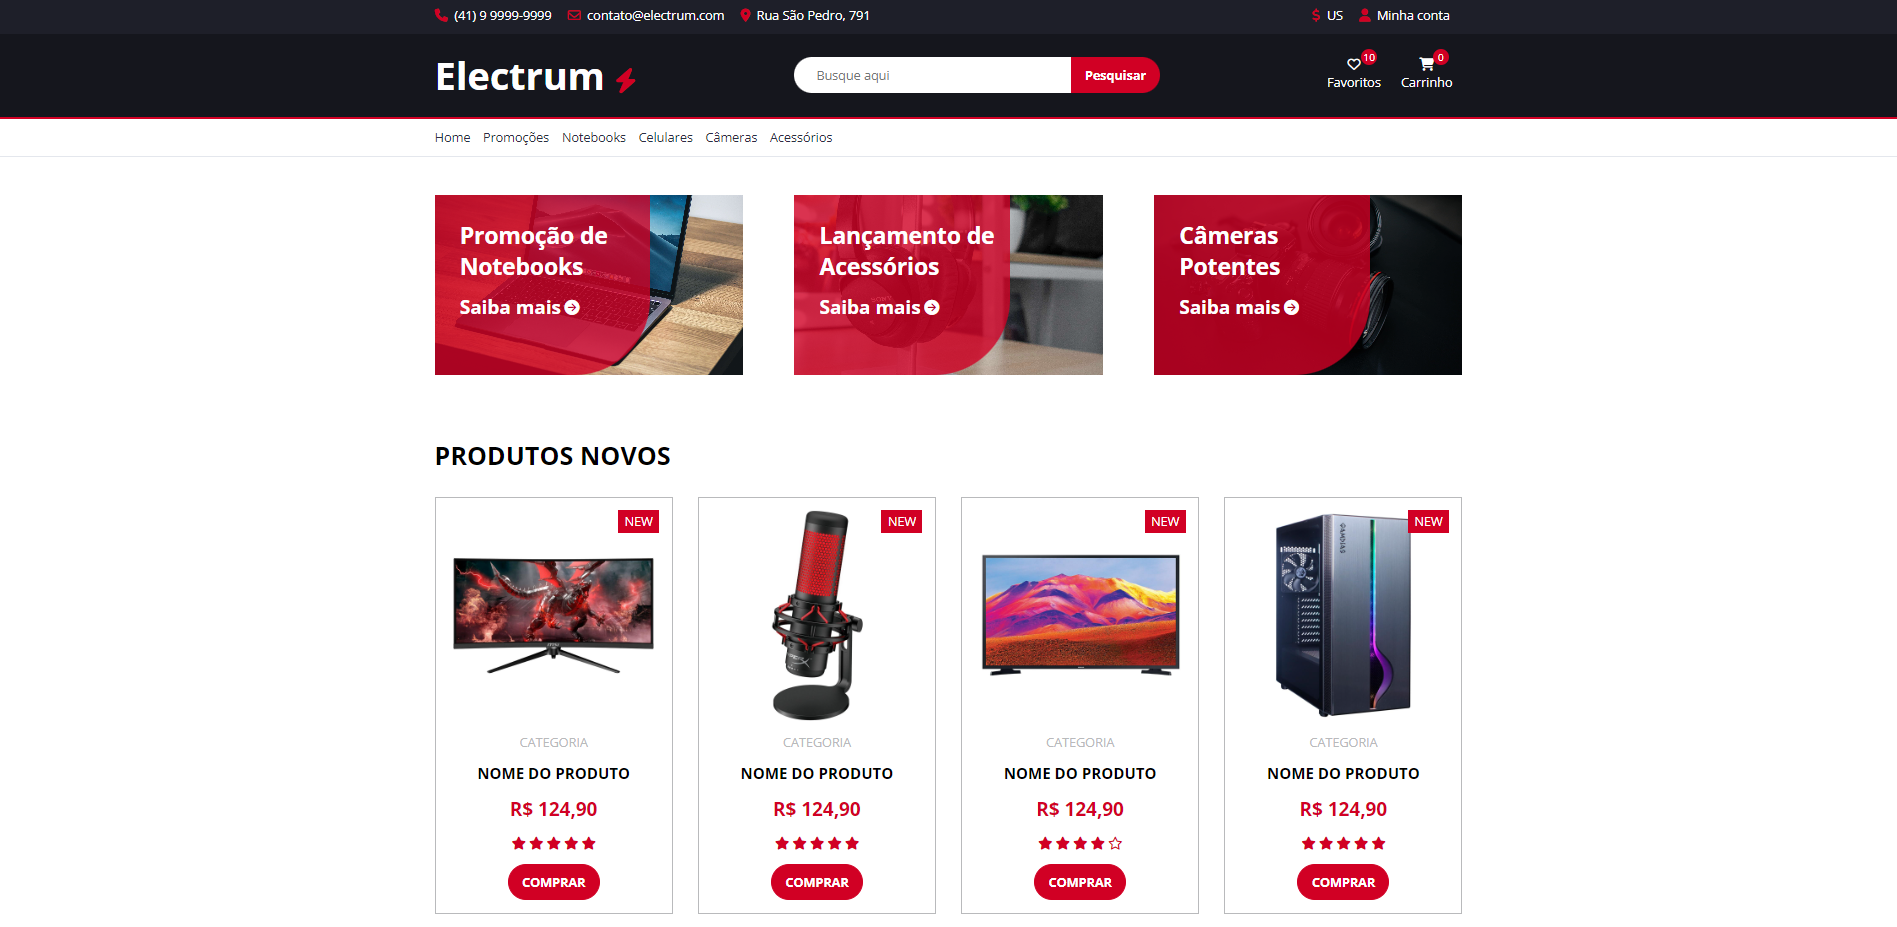 (41) 9 9999-9999 contato@electrum.com Rua São Pedro, 791 US Minha conta
Electrum Busque aqui Pesquisar 10 Favoritos 0 Carrinho
Home Promoções Notebooks Celulares Câmeras Acessórios
Promoção de
Notebooks
Saiba mais
Lançamento de
Acessórios
Saiba mais
Câmeras
Potentes
Saiba mais
PRODUTOS NOVOS
NEW NEW NEW NEW
CATEGORIA CATEGORIA CATEGORIA CATEGORIA
NOME DO PRODUTO NOME DO PRODUTO NOME DO PRODUTO NOME DO PRODUTO
R$ 124,90 R$ 124,90 R$ 124,90 R$ 124,90
COMPRAR COMPRAR COMPRAR COMPRAR